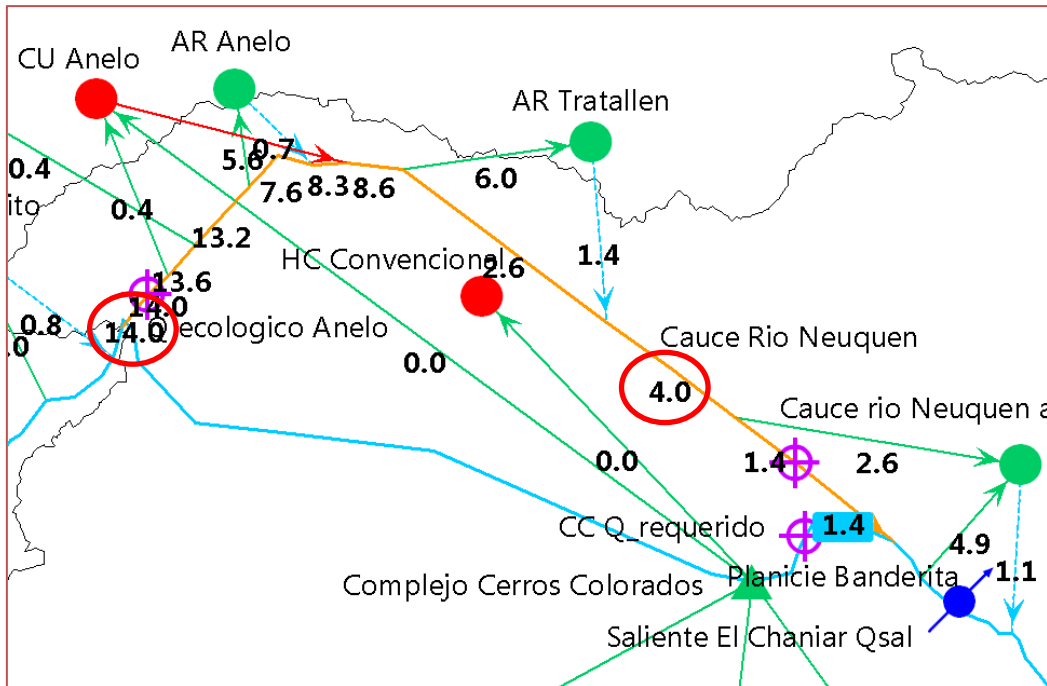 AR Anelo
CU Anelo
AR Tratallen
0.7
5.6
0.4
6.0
8.3
8.6
7.6
ito
0.4
13.2
1.4
HC Convencional
2.6
13.6
14.0
0.8
14.0
Q ecologico Anelo
Cauce Rio Neuquen
.0
0.0
4.0
Cauce rio Neuquen a
0.0
1.4
2.6
CC Q_requerido
1.4
4.9
1.1
Planicie Banderita
Complejo Cerros Colorados
Saliente El Chaniar Qsal